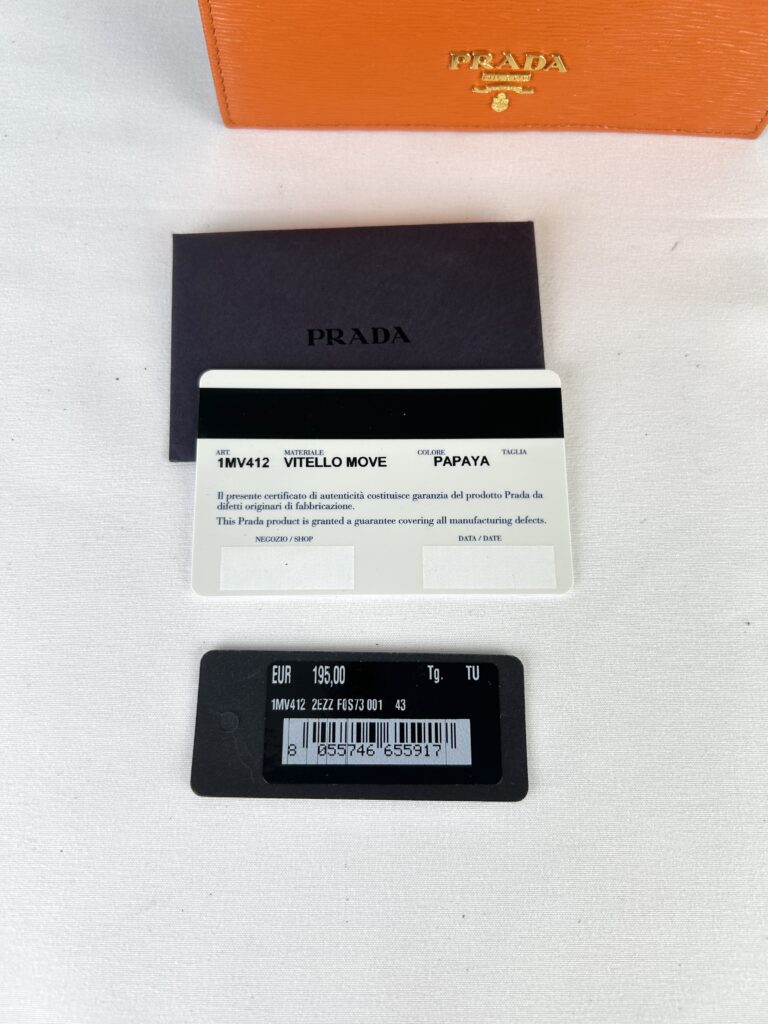 PRADA
PRADA
ART. MATERIALE COLORE TAGLIA
1MV412 VITELLO MOVE PAPAYA
Il presente certificato di autenticità costituisce garanzia del prodotto Prada da
difetti originari di fabbricazione.
This Prada product is granted a guarantee covering all manufacturing defects.
NEGOZIO / SHOP DATA / DATE
EUR 195,00 Tg. TU
1MV412 2EZZ F0S73 001 43
8 055746 655917